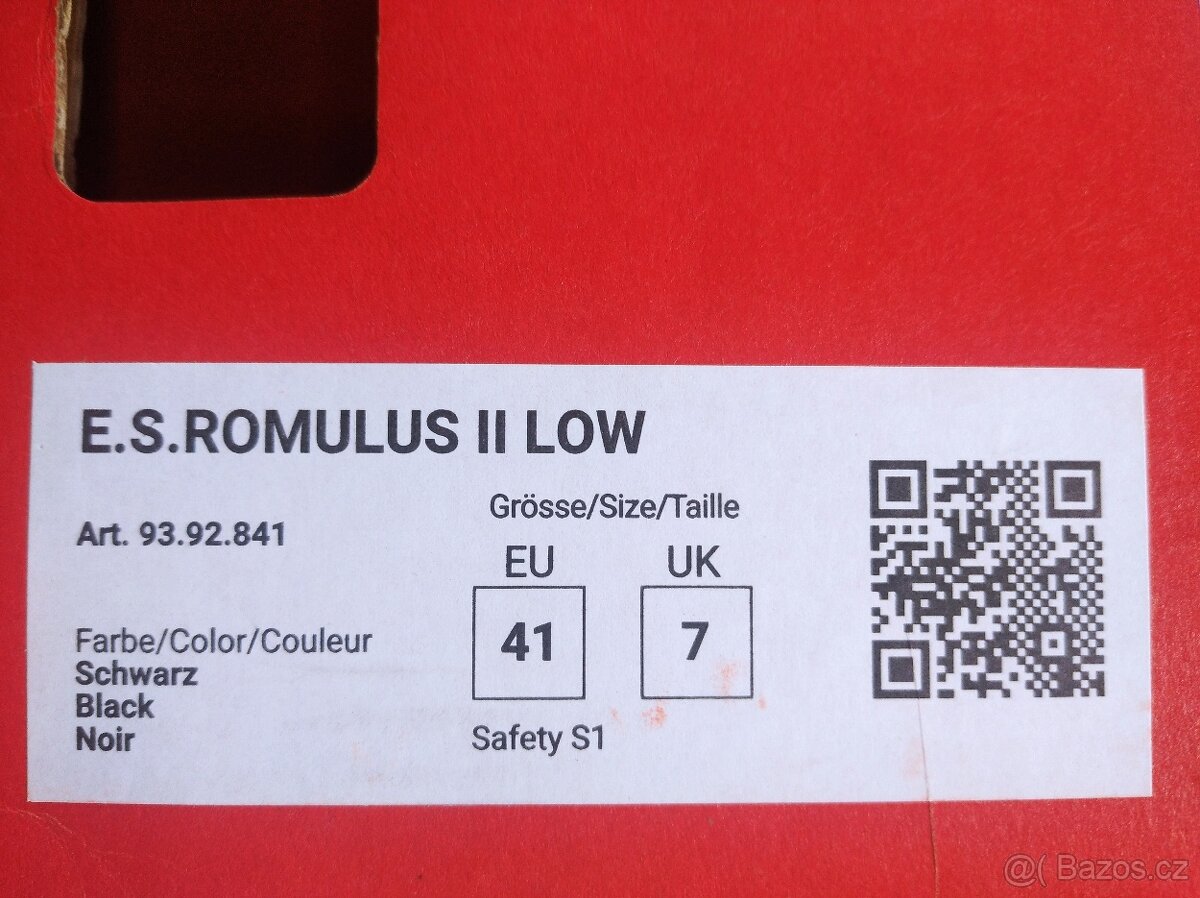 E.S.ROMULUS II LOW
Art. 93.92.841
Grösse/Size/Taille
EU UK
41 7
Farbe/Color/Couleur
Schwarz
Black
Noir
Safety S1
@( Bazos.cz